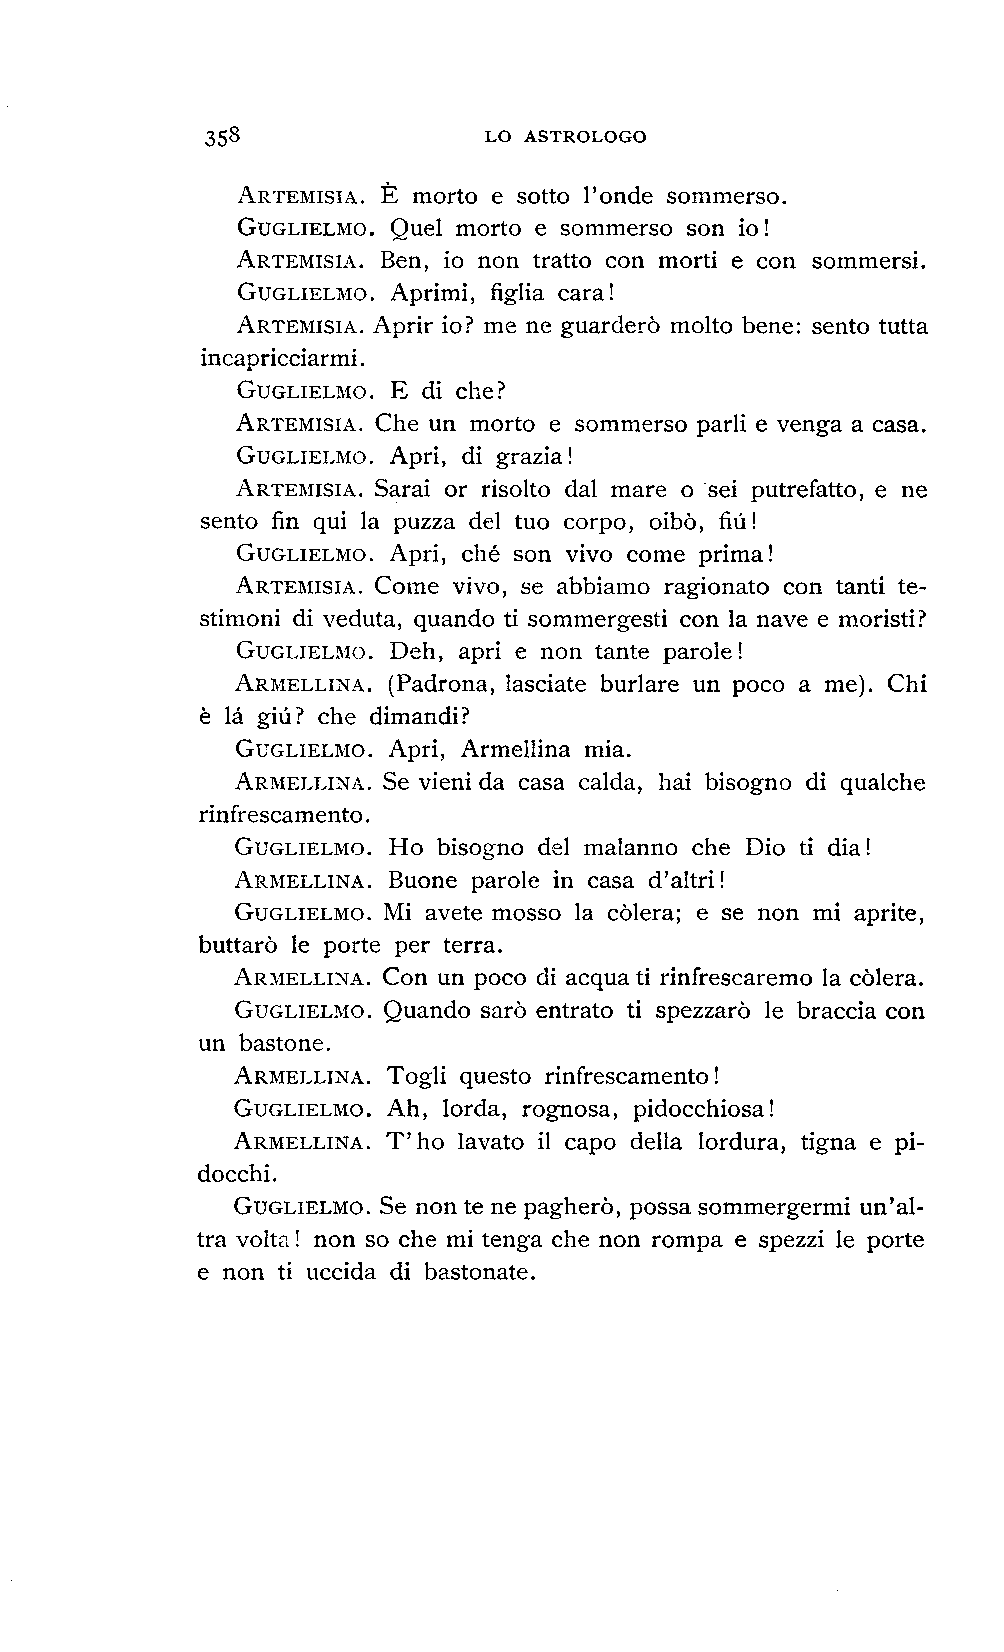 358 LO ASTROLOGO
ARTEMISIA. È morto e sotto l'onde sommerso.
GUGLIELMO. Quel morto e sommerso son io!
ARTEMISIA. Ben, io non tratto con morti e con sommersi.
GUGLIELMO. Aprimi, figlia cara!
ARTEMISIA. Aprir io? me ne guarderò molto bene: sento tutta
incapricciarmi.
GUGLIELMO. E di che?
ARTEMISIA. Che un morto e sommerso parli e venga a casa.
GUGLIELMO. Apri, di grazia!
ARTEMISIA. Sarai or risolto dal mare o sei putrefatto, e ne
sento fin qui la puzza del tuo corpo, oibò, fiú!
GUGLIELMO. Apri, ché son vivo come prima!
ARTEMISIA. Come vivo, se abbiamo ragionato con tanti te-
stimoni di veduta, quando ti sommergesti con la nave e moristi?
GUGLIELMO. Deh, apri e non tante parole!
ARMELLINA. (Padrona, lasciate burlare un poco a me). Chi
è lá giú? che dimandi?
GUGLIELMO. Apri, Armellina mia.
ARMELLINA. Se vieni da casa calda, hai bisogno di qualche
rinfrescamento.
GUGLIELMO. Ho bisogno del malanno che Dio ti dia!
ARMELLINA. Buone parole in casa d'altri!
GUGLIELMO. Mi avete mosso la còlera; e se non mi aprite,
buttarò le porte per terra.
ARMELLINA. Con un poco di acqua ti rinfrescaremo la còlera.
GUGLIELMO. Quando sarò entrato ti spezzarò le braccia con
un bastone.
ARMELLINA. Togli questo rinfrescamento!
GUGLIELMO. Ah, lorda, rognosa, pidocchiosa!
ARMELLINA. T'ho lavato il capo della lordura, tigna e pi-
docchi.
GUGLIELMO. Se non te ne pagherò, possa sommergermi un'al-
tra volta! non so che mi tenga che non rompa e spezzi le porte
e non ti uccida di bastonate.